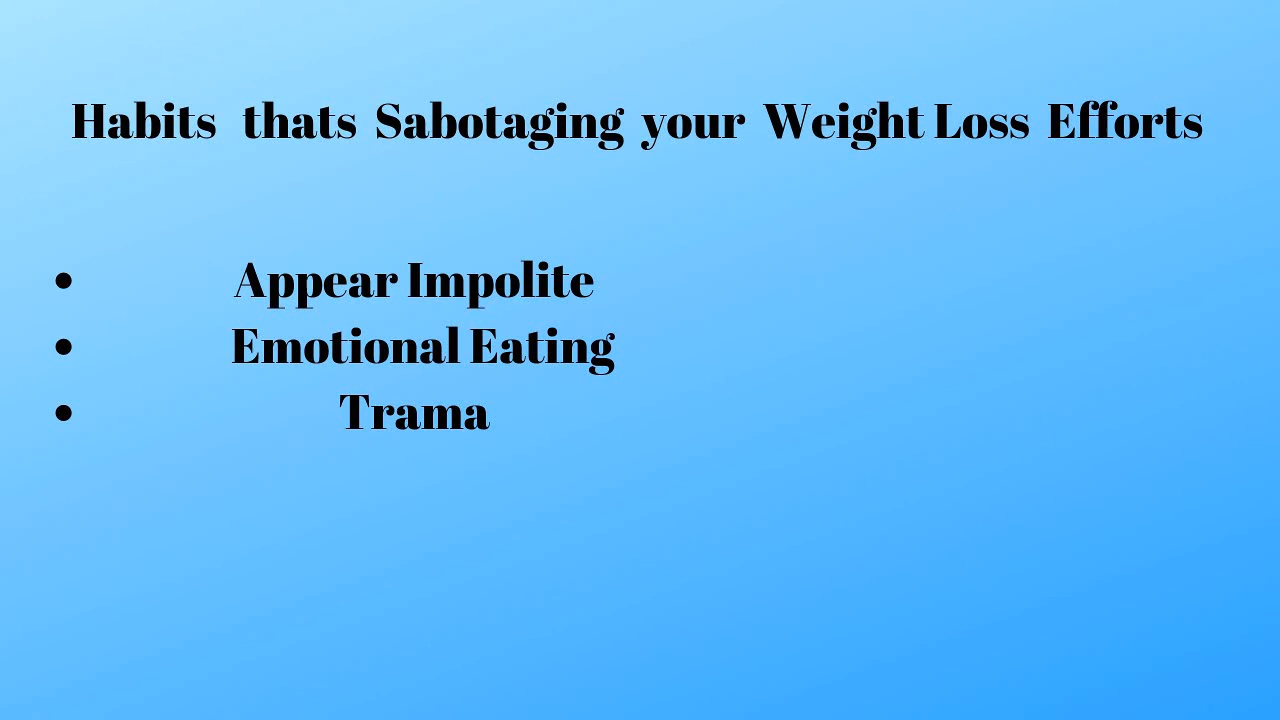 Habits thats Sabotaging your Weight Loss Efforts
• Appear Impolite
• Emotional Eating
• Trama